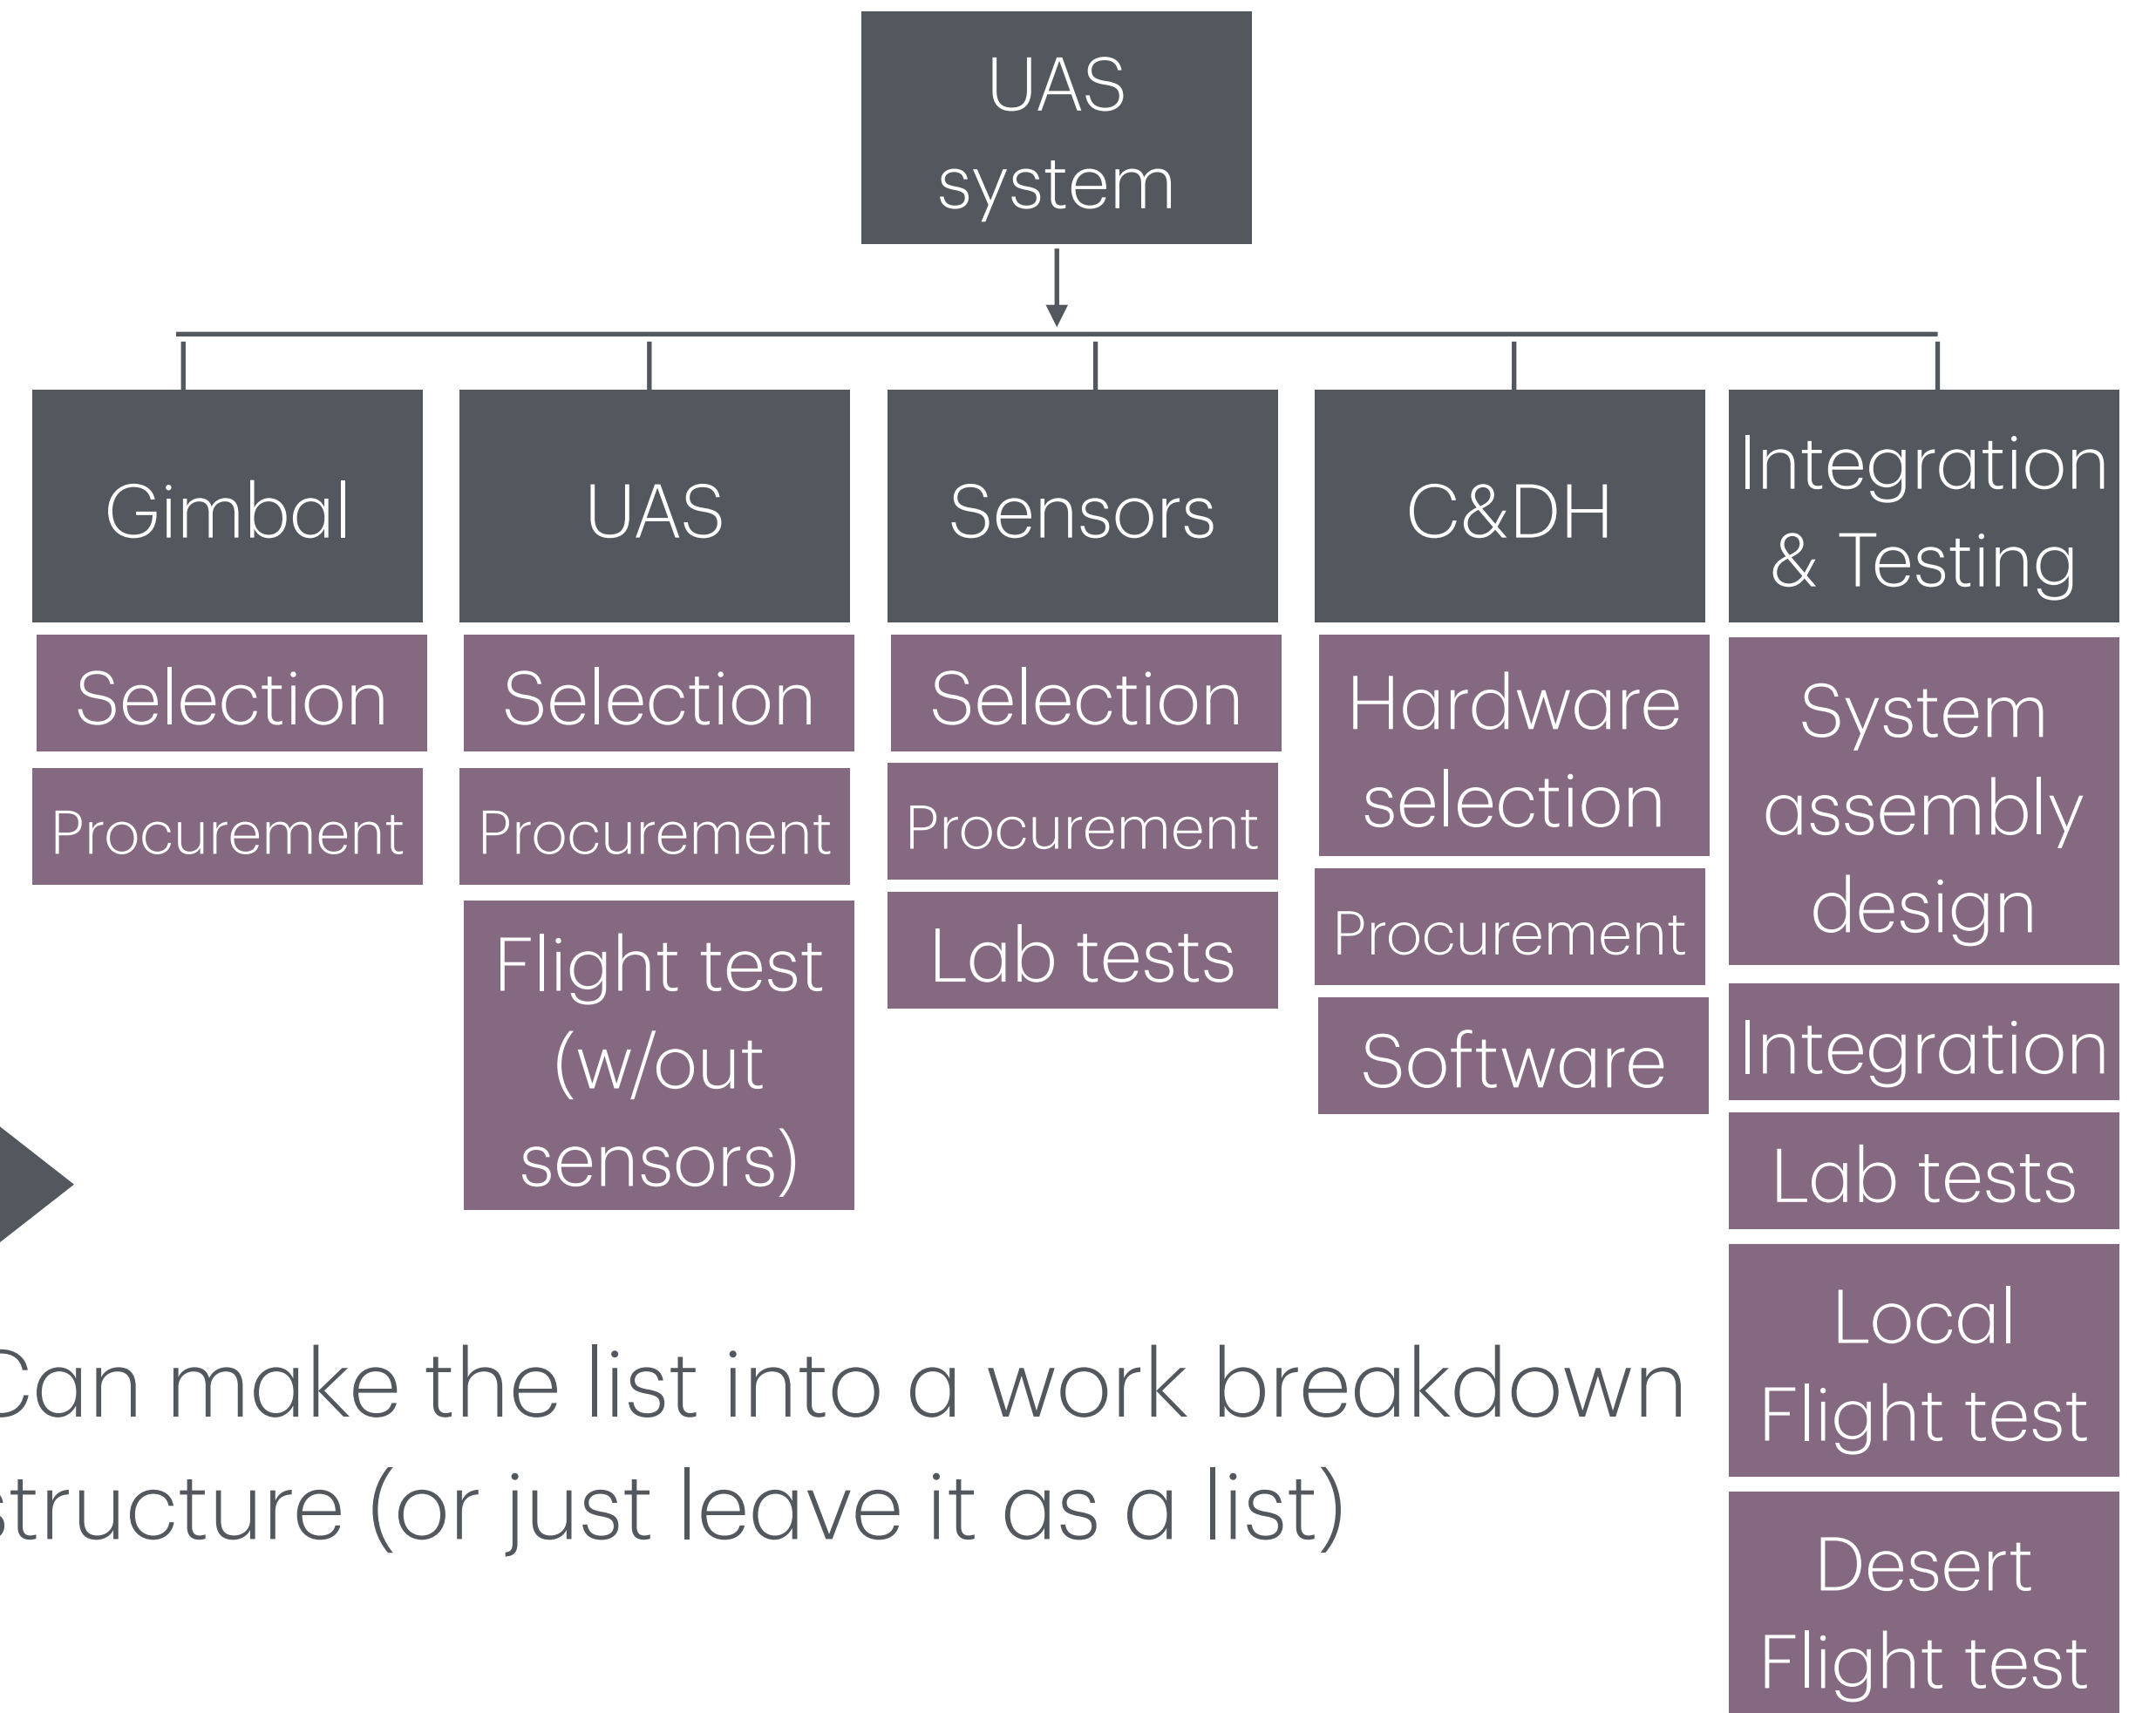 UAS
system
Gimbal
UAS
Sensors
C&DH
Integration
& Testing
Selection
Procurement
Selection
Procurement
Flight test
(w/out
sensors)
Selection
Procurement
Lab tests
Hardware
selection
Procurement
Software
System
assembly
design
Integration
Lab tests
Local
Flight test
Desert
Flight test
Can make the list into a work breakdown
structure (or just leave it as a list)